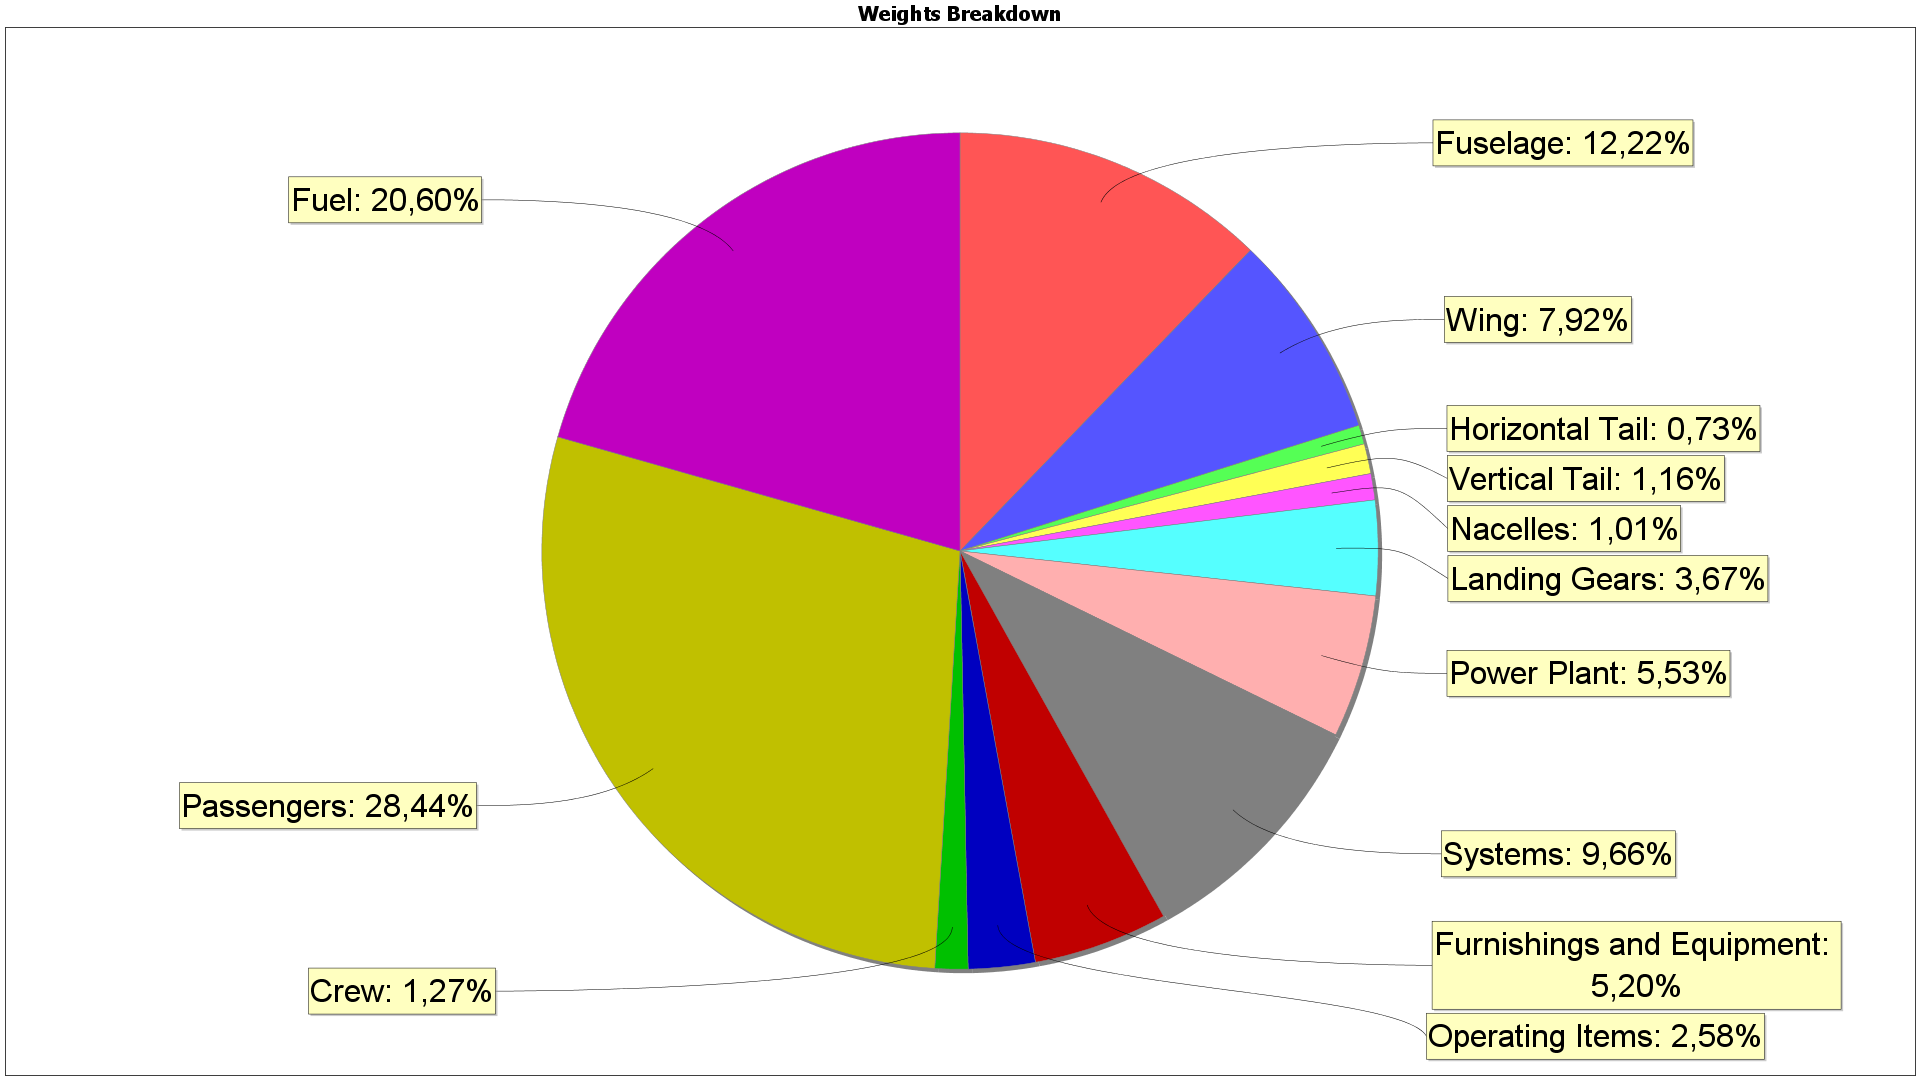 Weights Breakdown
Fuselage: 12,22%
Fuel: 20,60%
Wing: 7,92%
Horizontal Tail: 0,73%
Vertical Tail: 1,16%
Nacelles: 1,01%
Landing Gears: 3,67%
Power Plant: 5,53%
Passengers: 28,44%
Systems: 9,66%
Furnishings and Equipment:
5,20%
Crew: 1,27%
Operating Items: 2,58%